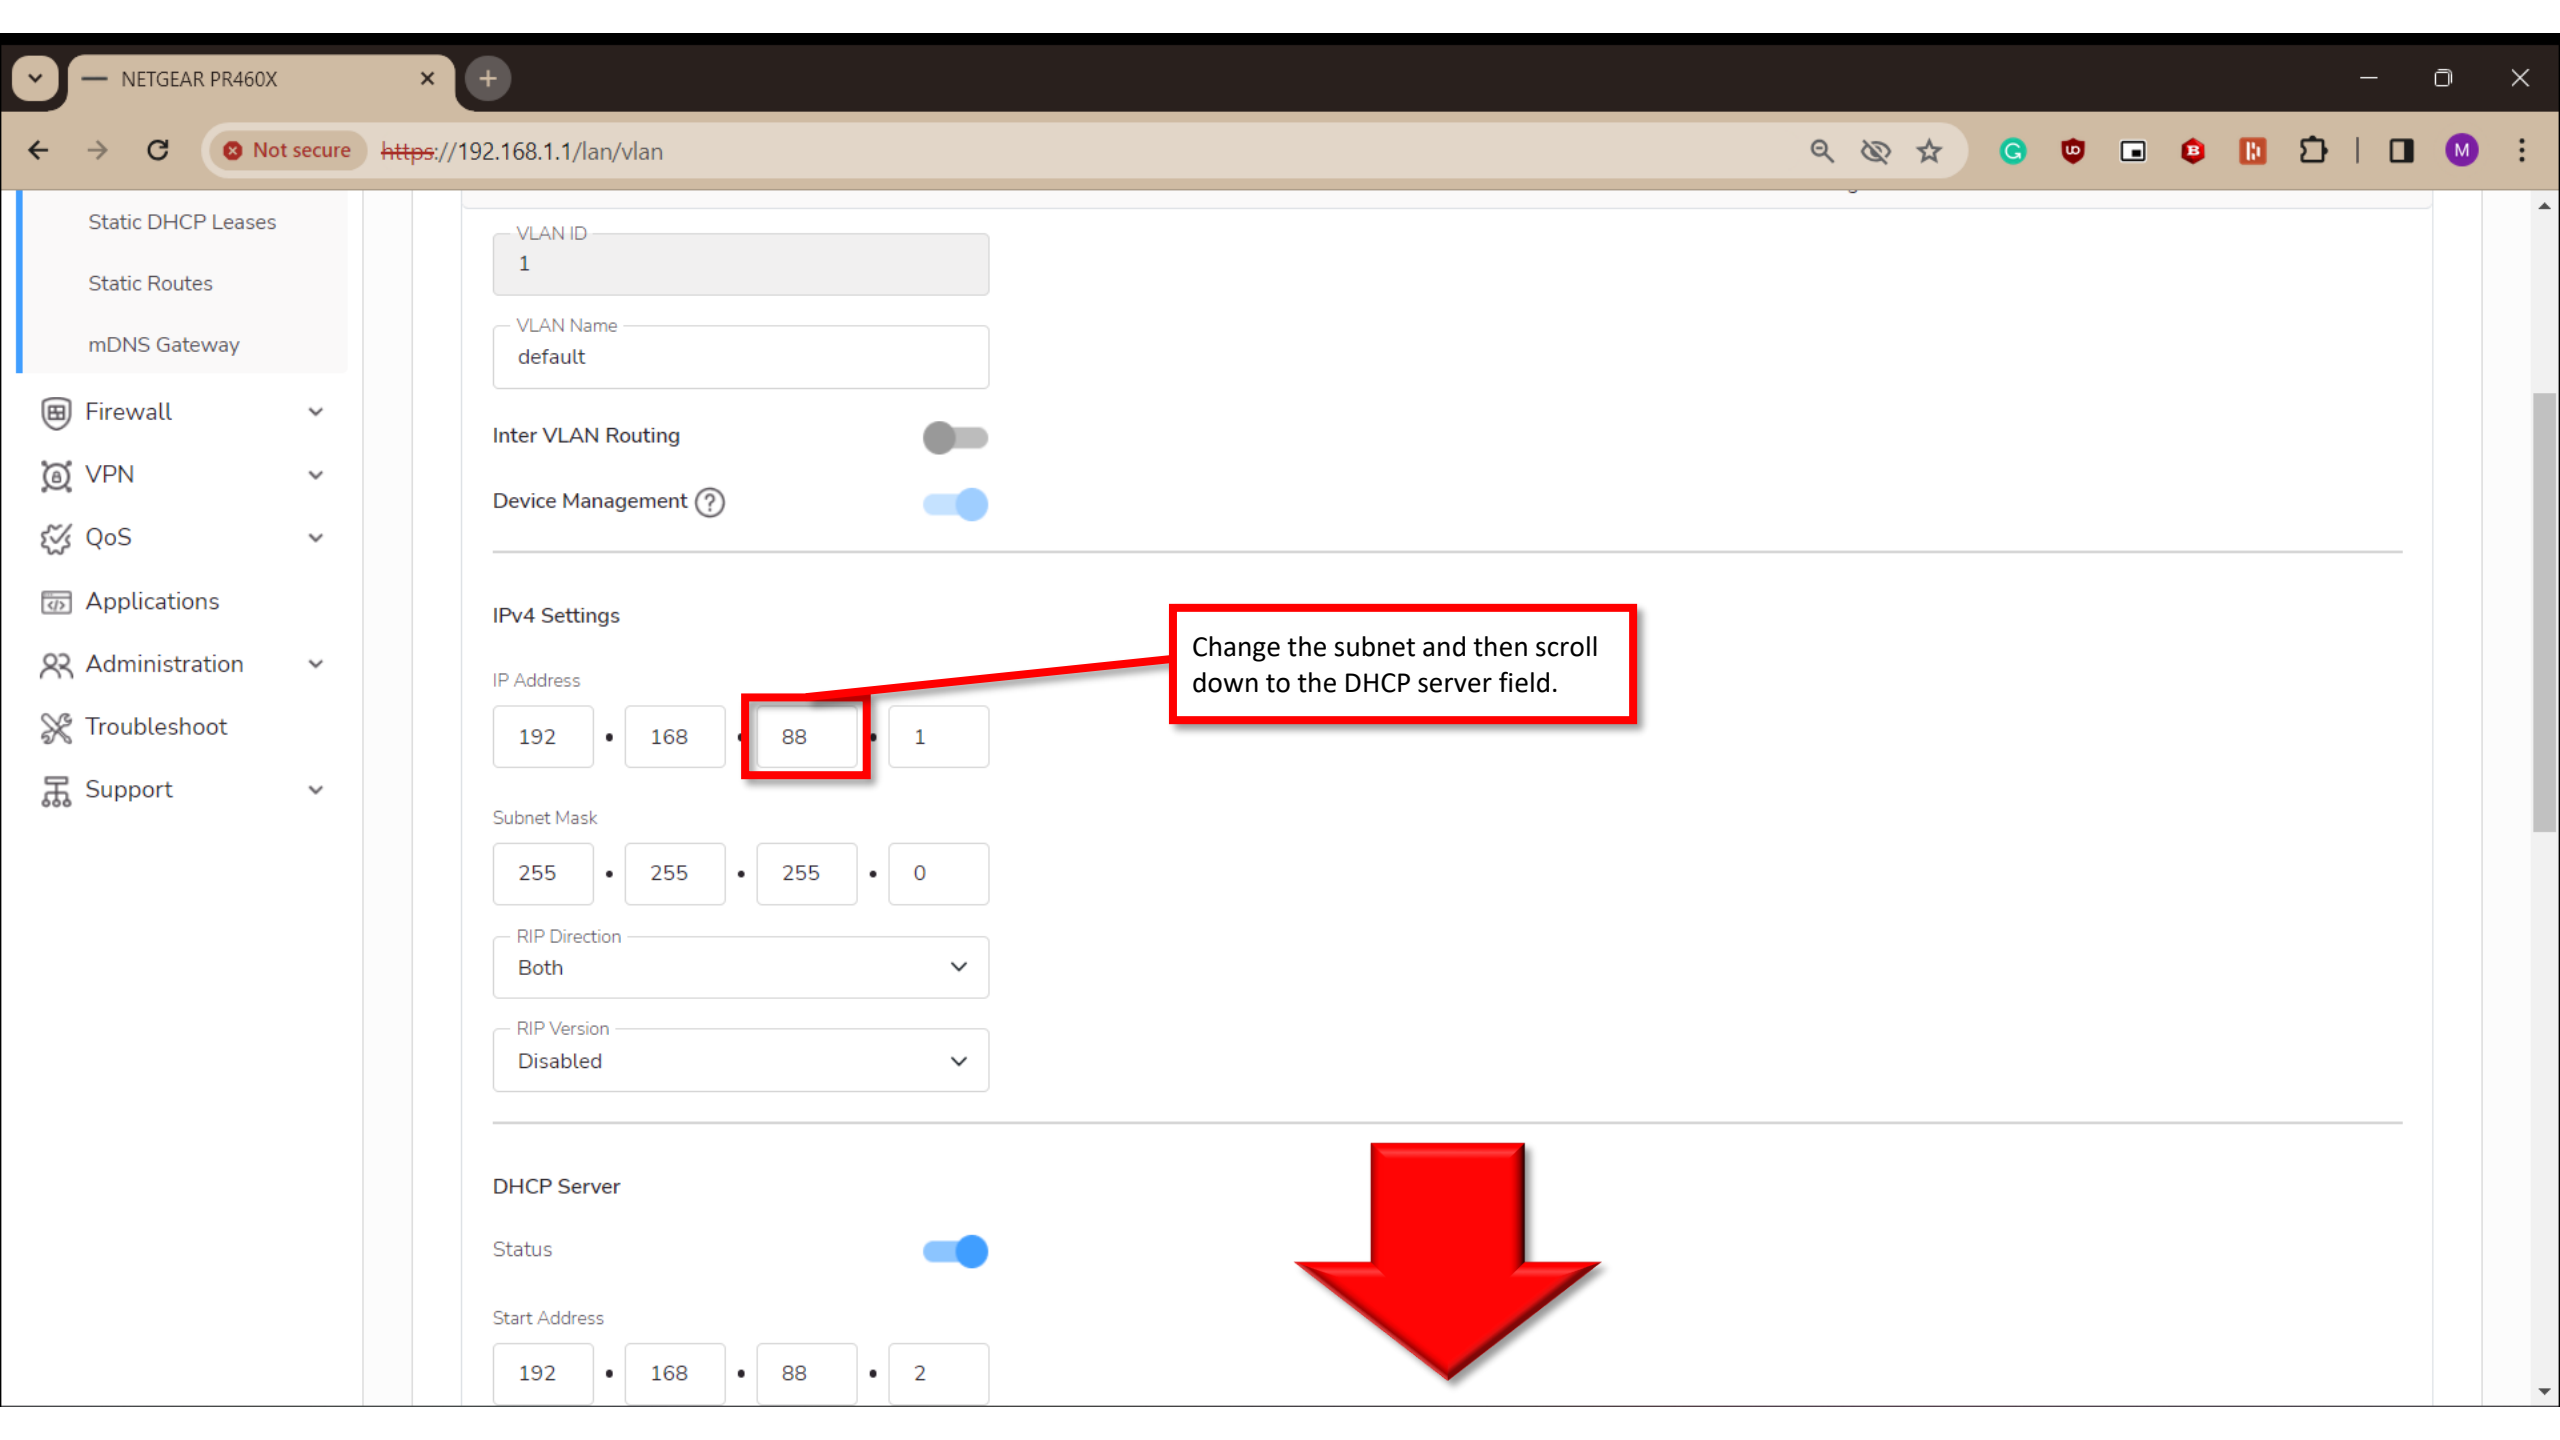 NETGEAR PR460X
Not secure https://192.168.1.1/lan/vlan
Static DHCP Leases
Static Routes
mDNS Gateway
Firewall
VPN
QoS
Applications
Administration
Troubleshoot
Support
VLAN ID
1
VLAN Name
default
Inter VLAN Routing
Device Management ?
IPv4 Settings
IP Address
192 • 168 • 88 • 1
Change the subnet and then scroll
down to the DHCP server field.
Subnet Mask
255 • 255 • 255 • 0
RIP Direction
Both
RIP Version
Disabled
DHCP Server
Status
Start Address
192 • 168 • 88 • 2